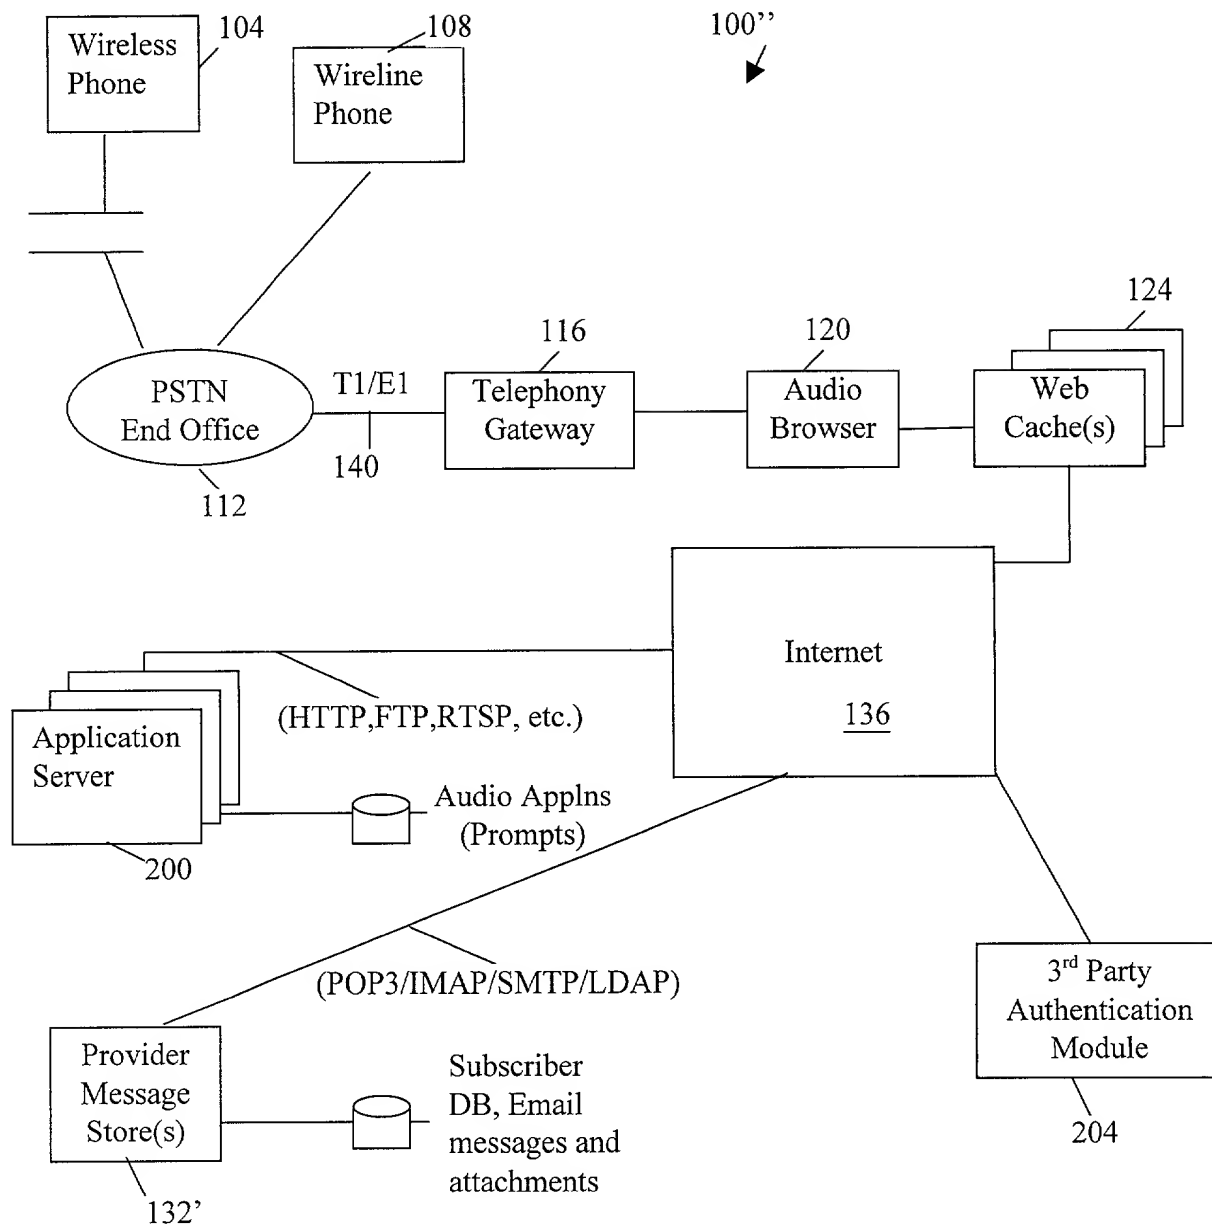 104
108
100’’
Wireless
Phone
Wireline
Phone
124
116
120
T1/E1
PSTN
End Office
Telephony
Gateway
Audio
Browser
Web
Cache(s)
140
112
Internet
136
(HTTP,FTP,RTSP, etc.)
Application
Server
Audio Applns
(Prompts)
200
(POP3/IMAP/SMTP/LDAP)
3rd Party
Authentication
Module
204
Provider
Message
Store(s)
Subscriber
DB, Email
messages and
attachments
132’